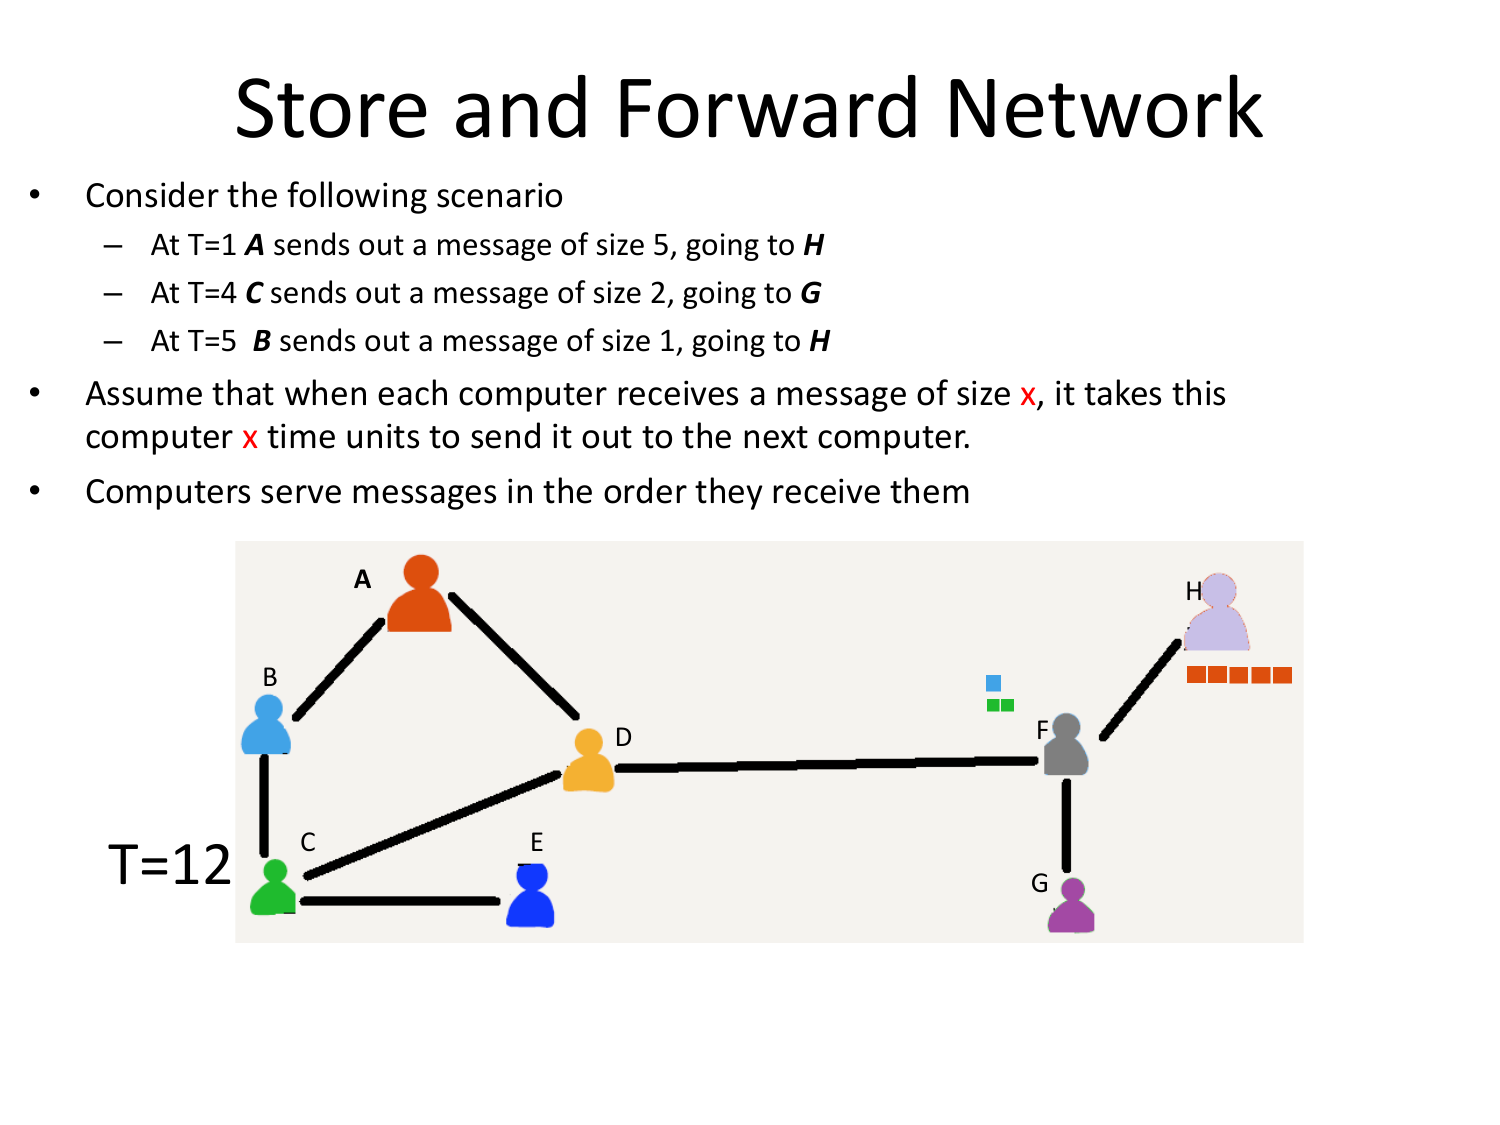 Store and Forward Network
• Consider the following scenario
– At T=1 A sends out a message of size 5, going to H
– At T=4 C sends out a message of size 2, going to G
– At T=5  B sends out a message of size 1, going to H
• Assume that when each computer receives a message of size x, it takes this
computer x time units to send it out to the next computer.
• Computers serve messages in the order they receive them
A
H
B
F
D
C
E
T=12
G